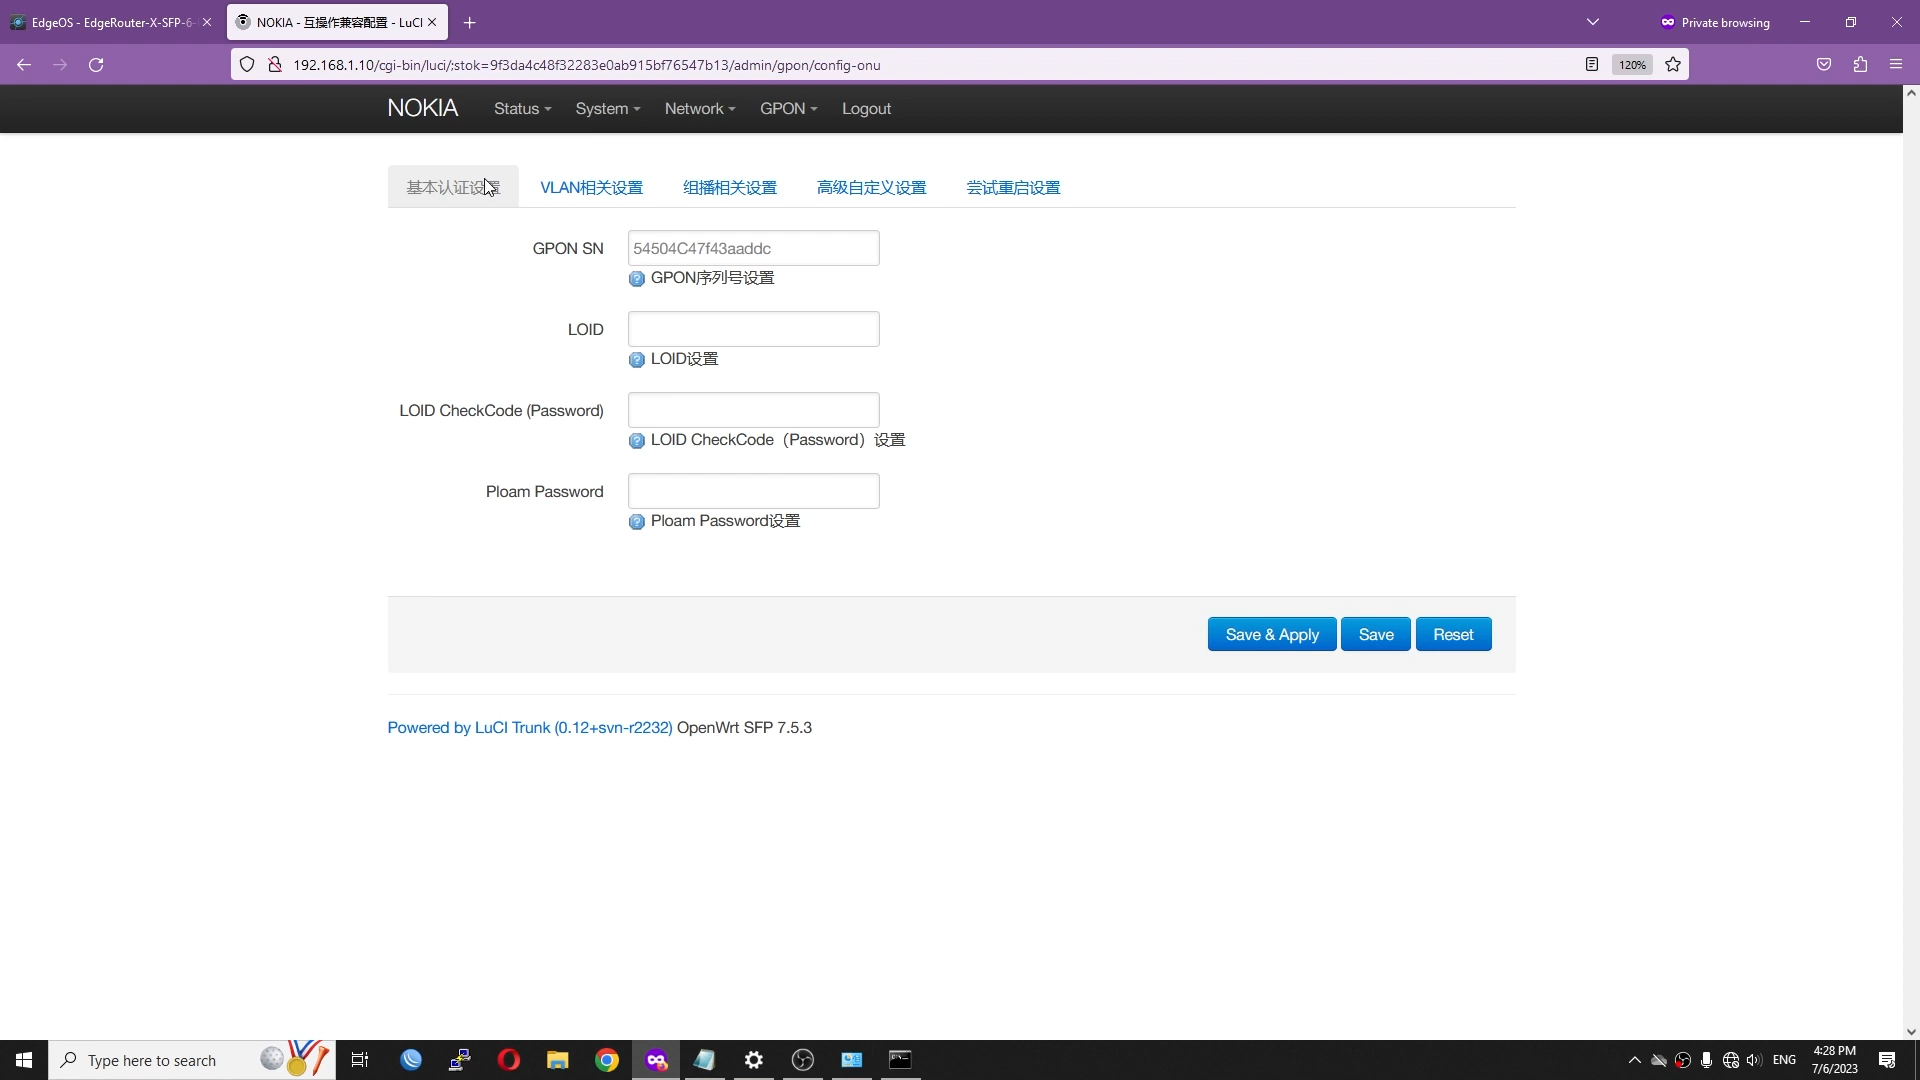 EdgeOS - EdgeRouter-X-SFP-6-
NOKIA - 互操作兼容配置 - LuCI
Private browsing
192.168.1.10/cgi-bin/luci/;stok=9f3da4c48f32283e0ab915bf76547b13/admin/gpon/config-onu
120%
NOKIA Status System Network GPON Logout
基本认证设置 VLAN相关设置 组播相关设置 高级自定义设置 尝试重启设置
GPON SN 54504C47f43aaddc
GPON序列号设置
LOID
LOID设置
LOID CheckCode (Password)
LOID CheckCode（Password）设置
Ploam Password
Ploam Password设置
Save & Apply Save Reset
Powered by LuCI Trunk (0.12+svn-r2232) OpenWrt SFP 7.5.3
Type here to search
ENG
4:28 PM
7/6/2023